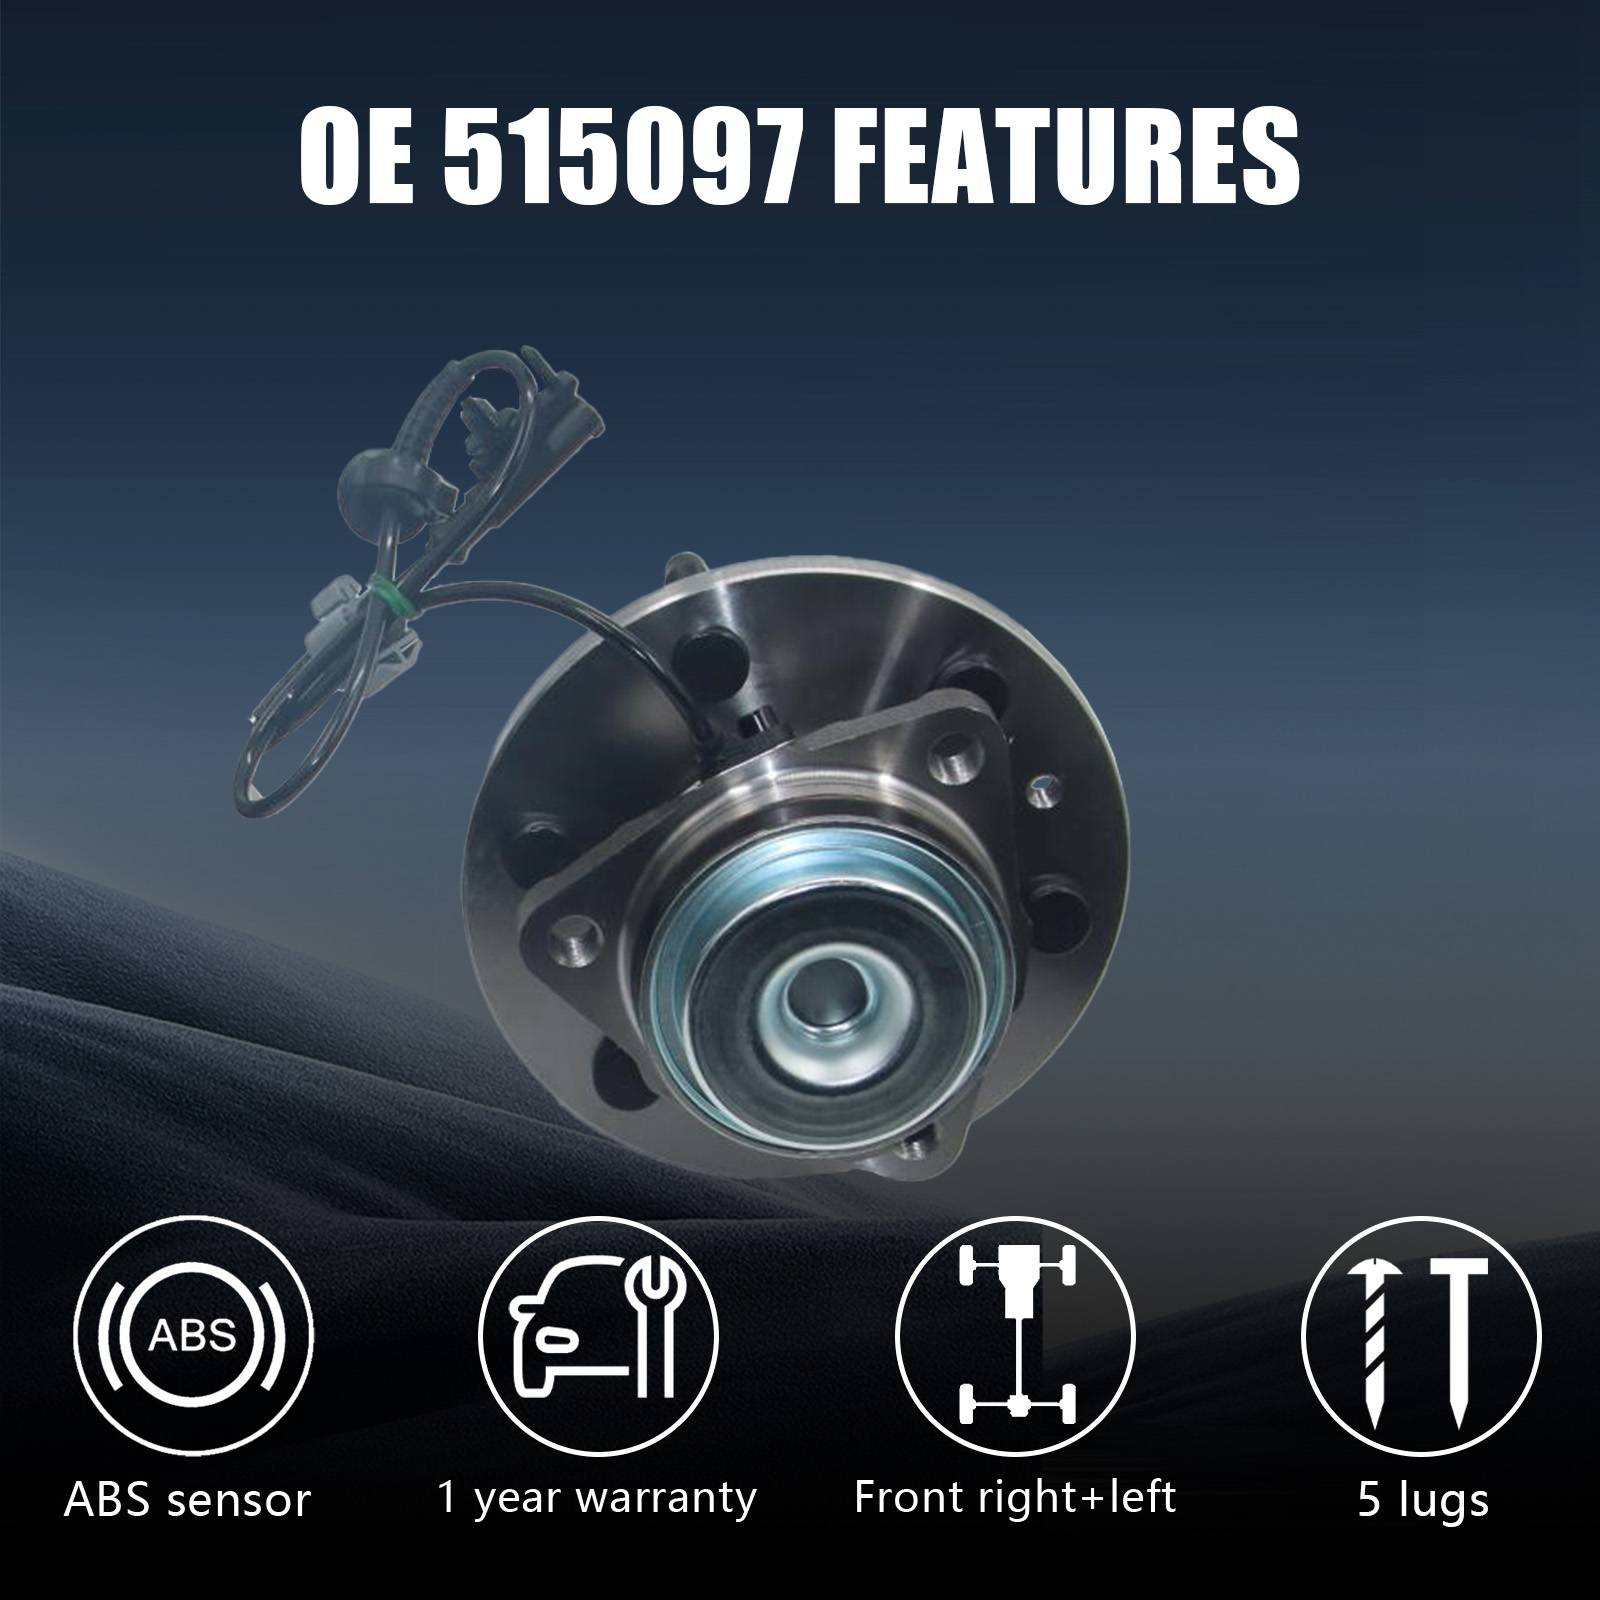 OE 515097 FEATURES
ABS
ABS sensor
1 year warranty
Front right+left
5 lugs